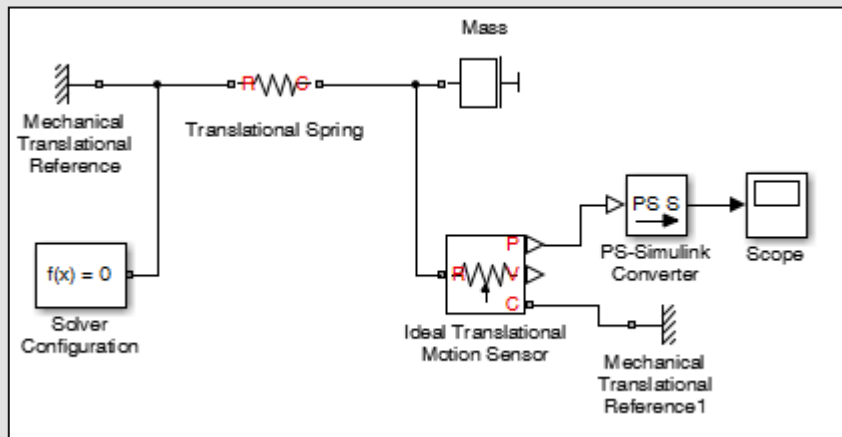 Mass
R
C
Mechanical
Translational
Reference
Translational Spring
PS S
PS-Simulink
Converter
Scope
f(x) = 0
Solver
Configuration
P
R
V
C
Ideal Translational
Motion Sensor
Mechanical
Translational
Reference1